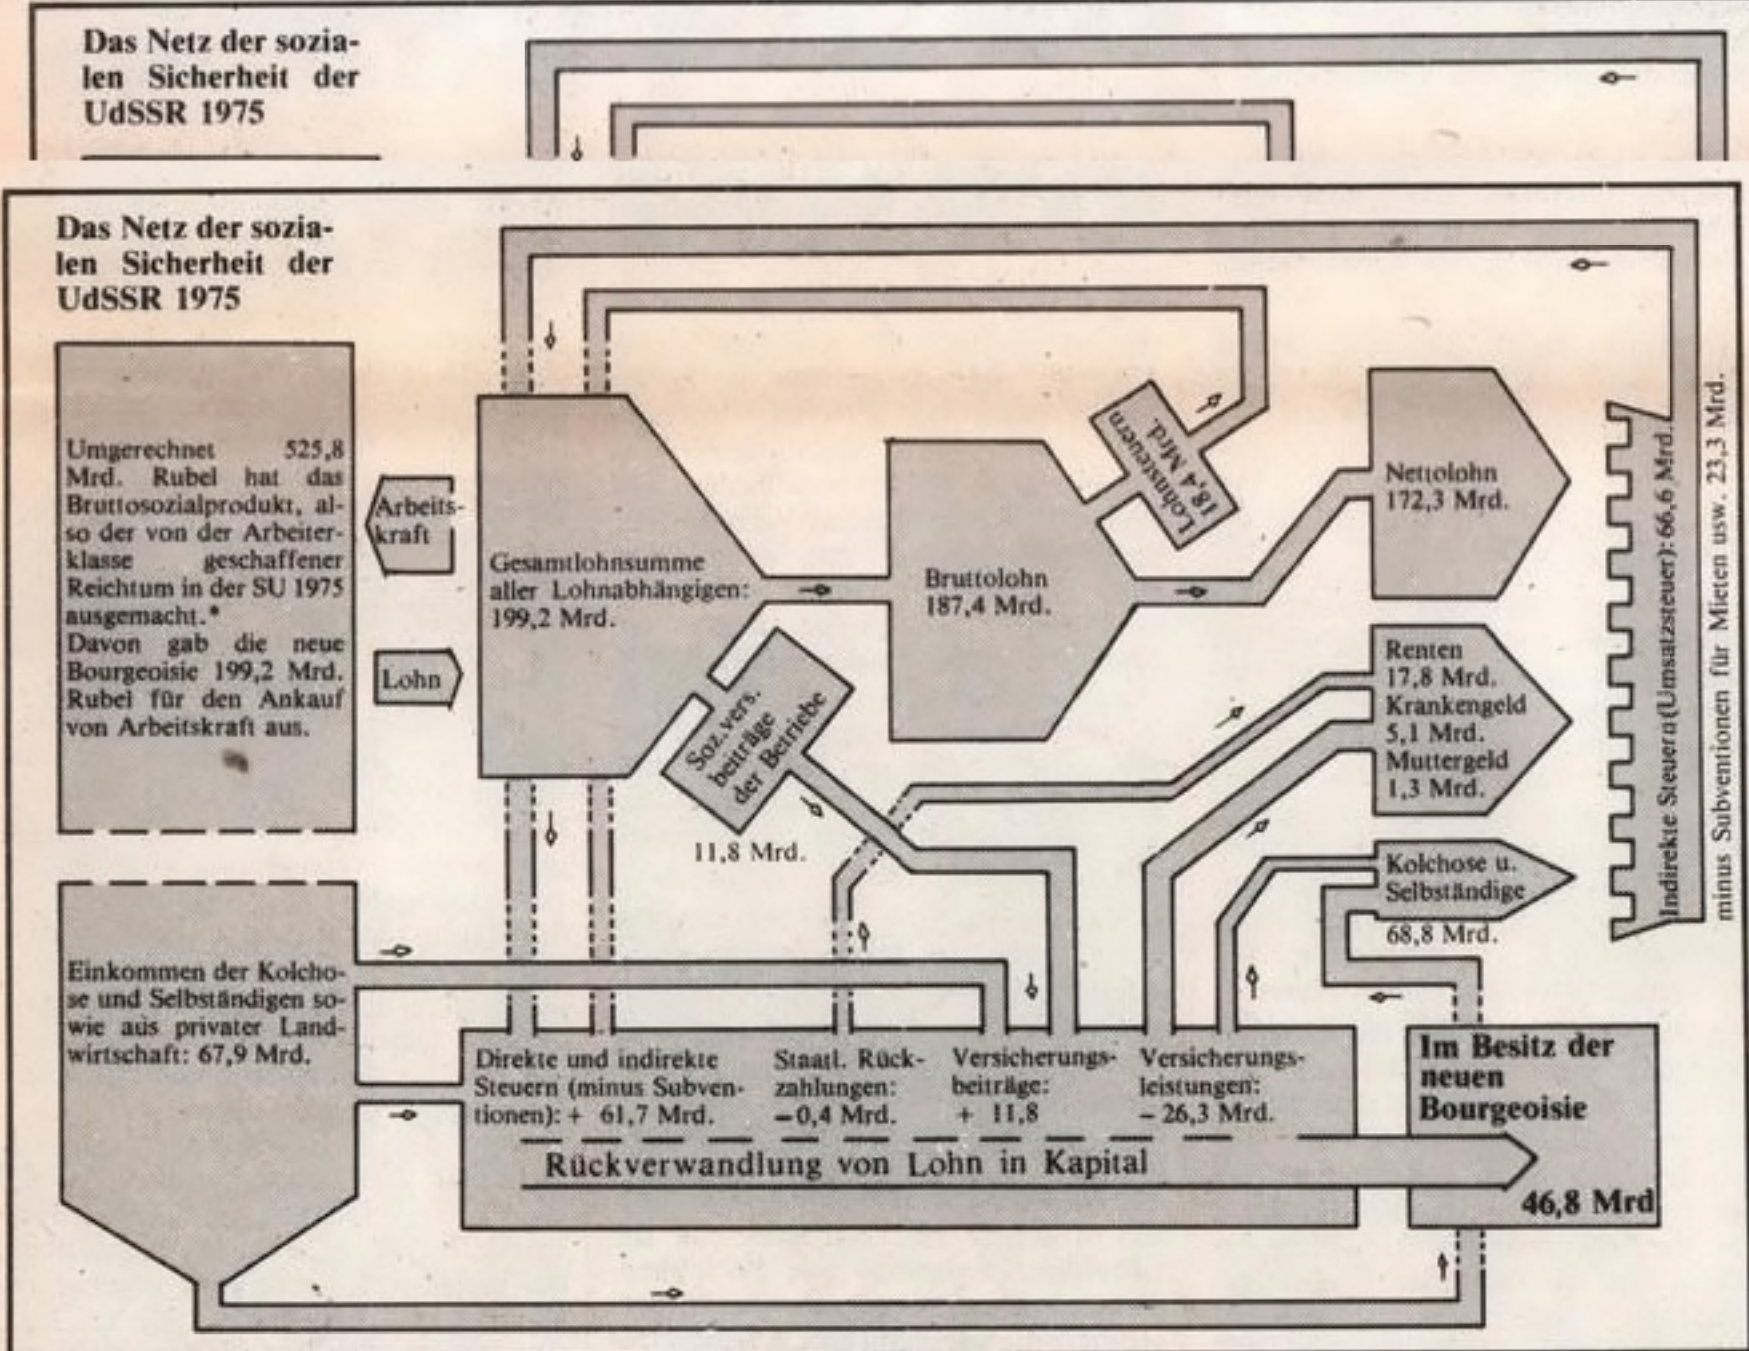 Das Netz der sozia-
len Sicherheit der
UdSSR 1975
Das Netz der sozia-
len Sicherheit der
UdSSR 1975
Umgerechnet 525,8
Mrd. Rubel hat das
Bruttosozialprodukt, al-
so der von der Arbeiter-
klasse geschaffener
Reichtum in der SU 1975
ausgemacht.*
Davon gab die neue
Bourgeoisie 199,2 Mrd.
Rubel für den Ankauf
von Arbeitskraft aus.
Arbeits-
kraft
Lohn
Gesamtlohnsumme
aller Lohnabhängigen:
199,2 Mrd.
Bruttolohn
187,4 Mrd.
Lohnsteuern
18,4 Mrd.
Nettolohn
172,3 Mrd.
Soz.vers.
beiträge
der Betriebe
11,8 Mrd.
Renten
17,8 Mrd.
Krankengeld
5,1 Mrd.
Muttergeld
1,3 Mrd.
Kolchose u.
Selbständige
68,8 Mrd.
Indirekte Steuern (Umsatzsteuer): 66,6 Mrd.
minus Subventionen für Mieten usw. 23,3 Mrd.
Einkommen der Kolcho-
se und Selbständigen so-
wie aus privater Land-
wirtschaft: 67,9 Mrd.
Direkte und indirekte
Steuern (minus Subven-
tionen): + 61,7 Mrd.
Staatl. Rück-
zahlungen:
−0,4 Mrd.
Versicherungs-
beiträge:
+ 11,8
Versicherungs-
leistungen:
− 26,3 Mrd.
Rückverwandlung von Lohn in Kapital
Im Besitz der
neuen
Bourgeoisie
46,8 Mrd